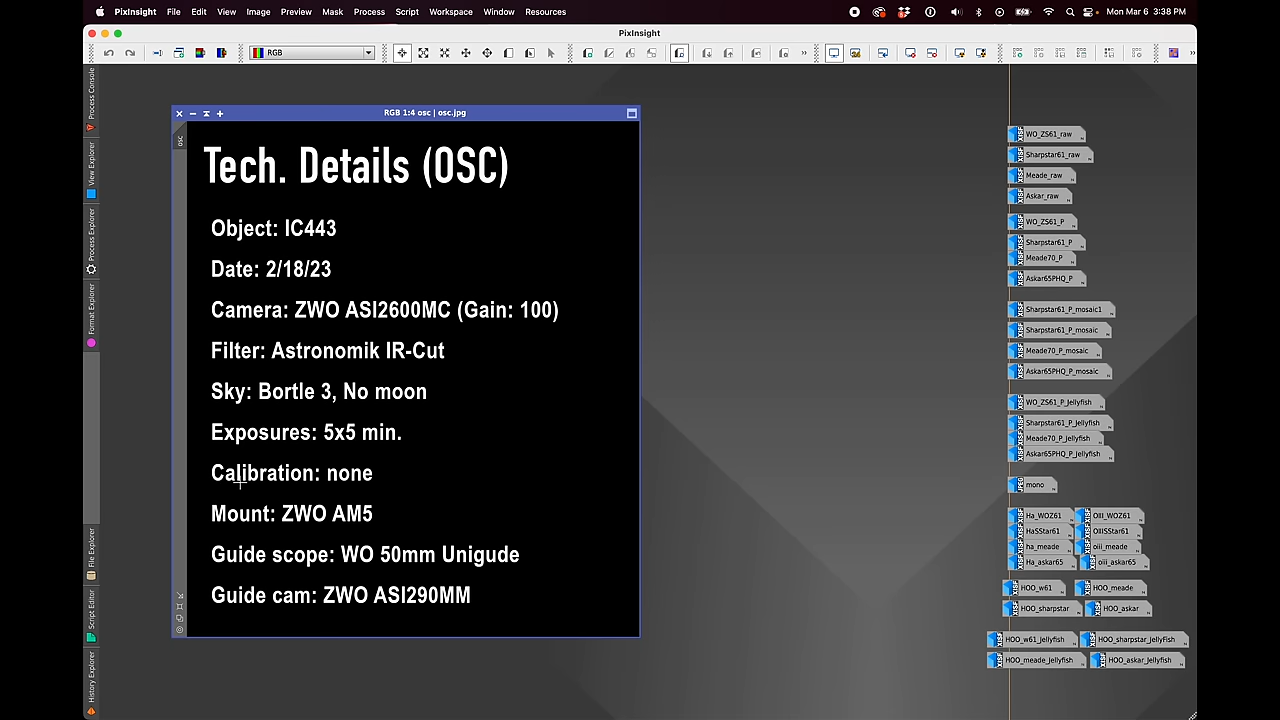 PixInsight File Edit View Image Preview Mask Process Script Workspace Window Resources Mon Mar 6 3:38 PM
PixInsight
RGB
Process Console
View Explorer
Process Explorer
Format Explorer
File Explorer
Script Editor
History Explorer
RGB 1:4 osc | osc.jpg
osc
Tech. Details (OSC)
Object: IC443
Date: 2/18/23
Camera: ZWO ASI2600MC (Gain: 100)
Filter: Astronomik IR-Cut
Sky: Bortle 3, No moon
Exposures: 5x5 min.
Calibration: none
Mount: ZWO AM5
Guide scope: WO 50mm Unigude
Guide cam: ZWO ASI290MM
WO_ZS61_raw
Sharpstar61_raw
Meade_raw
Askar_raw
WO_ZS61_P
Sharpstar61_P
Meade70_P
Askar65PHQ_P
Sharpstar61_P_mosaic1
Sharpstar61_P_mosaic
Meade70_P_mosaic
Askar65PHQ_P_mosaic
WO_ZS61_P_Jellyfish
Sharpstar61_P_Jellyfish
Meade70_P_Jellyfish
Askar65PHQ_P_Jellyfish
mono
Ha_WOZ61 OIII_WOZ61
HaSStar61 OIIISStar61
ha_meade oiii_meade
Ha_askar65 oiii_askar65
HOO_w61 HOO_meade
HOO_sharpstar HOO_askar
HOO_w61_Jellyfish HOO_sharpstar_JellyFish
HOO_meade_Jellyfish HOO_askar_Jellyfish